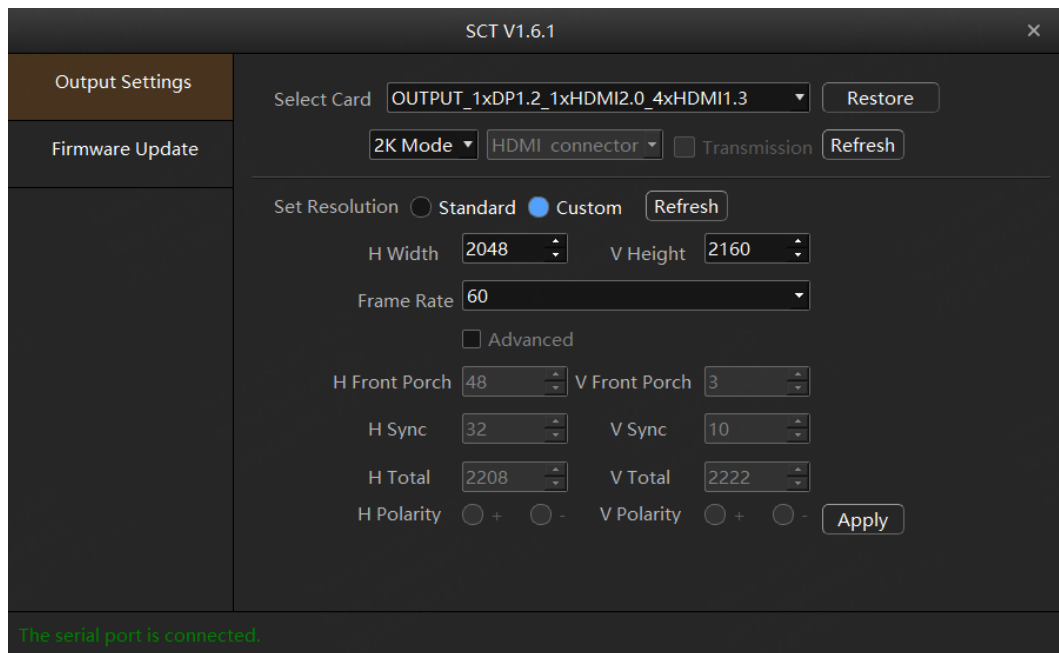 SCT V1.6.1 ×
Output Settings
Firmware Update
Select Card OUTPUT_1xDP1.2_1xHDMI2.0_4xHDMI1.3 Restore
2K Mode HDMI connector Transmission Refresh
Set Resolution Standard Custom Refresh
H Width 2048 V Height 2160
Frame Rate 60
Advanced
H Front Porch 48 V Front Porch 3
H Sync 32 V Sync 10
H Total 2208 V Total 2222
H Polarity + - V Polarity + - Apply
The serial port is connected.